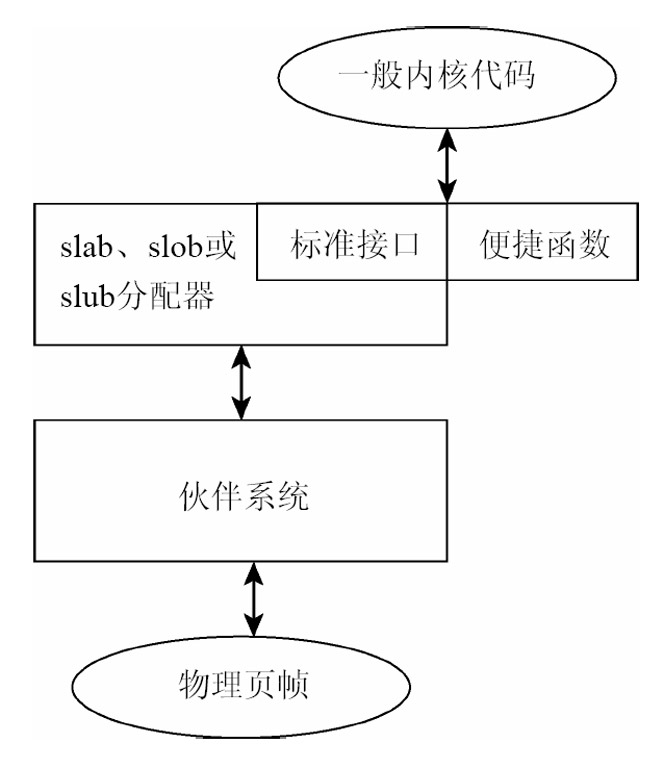 一般内核代码
slab、slob或
slub分配器
标准接口
便捷函数
伙伴系统
物理页帧